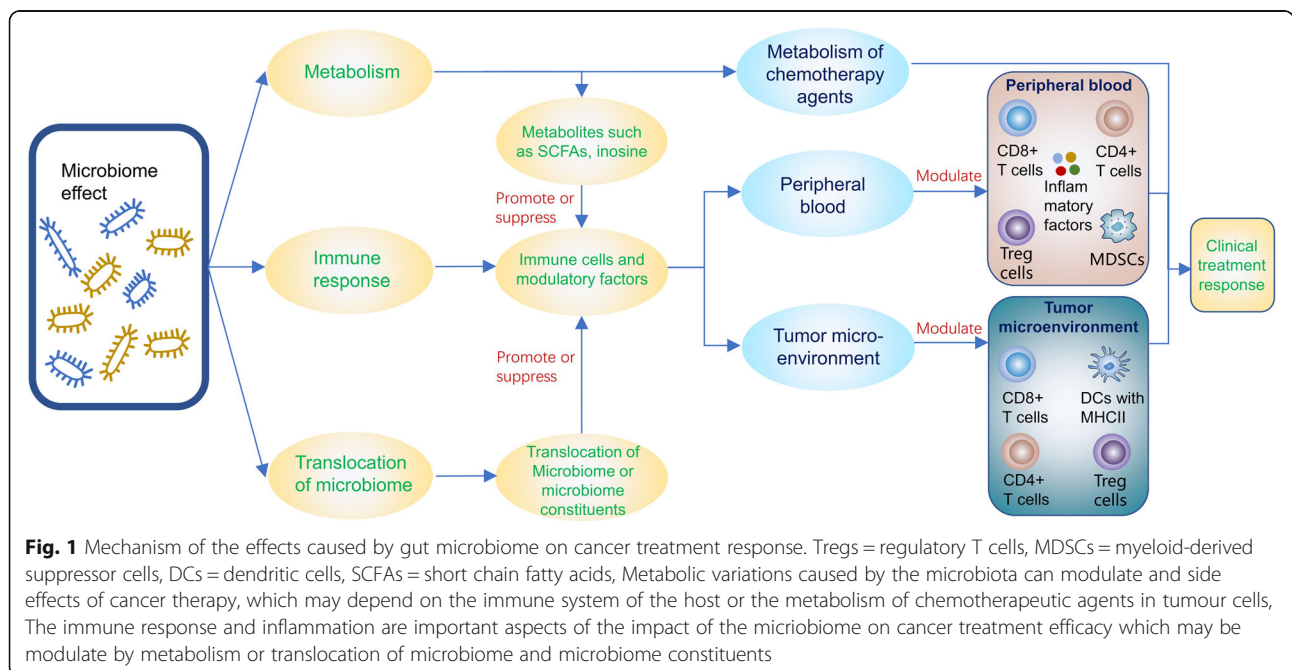 Microbiome
effect
Metabolism
Immune
response
Translocation
of microbiome
Metabolites such
as SCFAs, inosine
Promote or
suppress
Immune cells and
modulatory factors
Promote or
suppress
Translocation of
Microbiome or
microbiome
constituents
Metabolism of
chemotherapy
agents
Peripheral
blood
Modulate
Tumor micro-
environment
Modulate
Peripheral blood
CD8+
T cells
CD4+
T cells
Inflam
matory
factors
Treg
cells
MDSCs
Tumor
microenvironment
CD8+
T cells
DCs with
MHCII
CD4+
T cells
Treg
cells
Clinical
treatment
response
Fig. 1 Mechanism of the effects caused by gut microbiome on cancer treatment response. Tregs = regulatory T cells, MDSCs = myeloid-derived
suppressor cells, DCs = dendritic cells, SCFAs = short chain fatty acids, Metabolic variations caused by the microbiota can modulate and side
effects of cancer therapy, which may depend on the immune system of the host or the metabolism of chemotherapeutic agents in tumour cells,
The immune response and inflammation are important aspects of the impact of the micriobiome on cancer treatment efficacy which may be
modulate by metabolism or translocation of microbiome and microbiome constituents